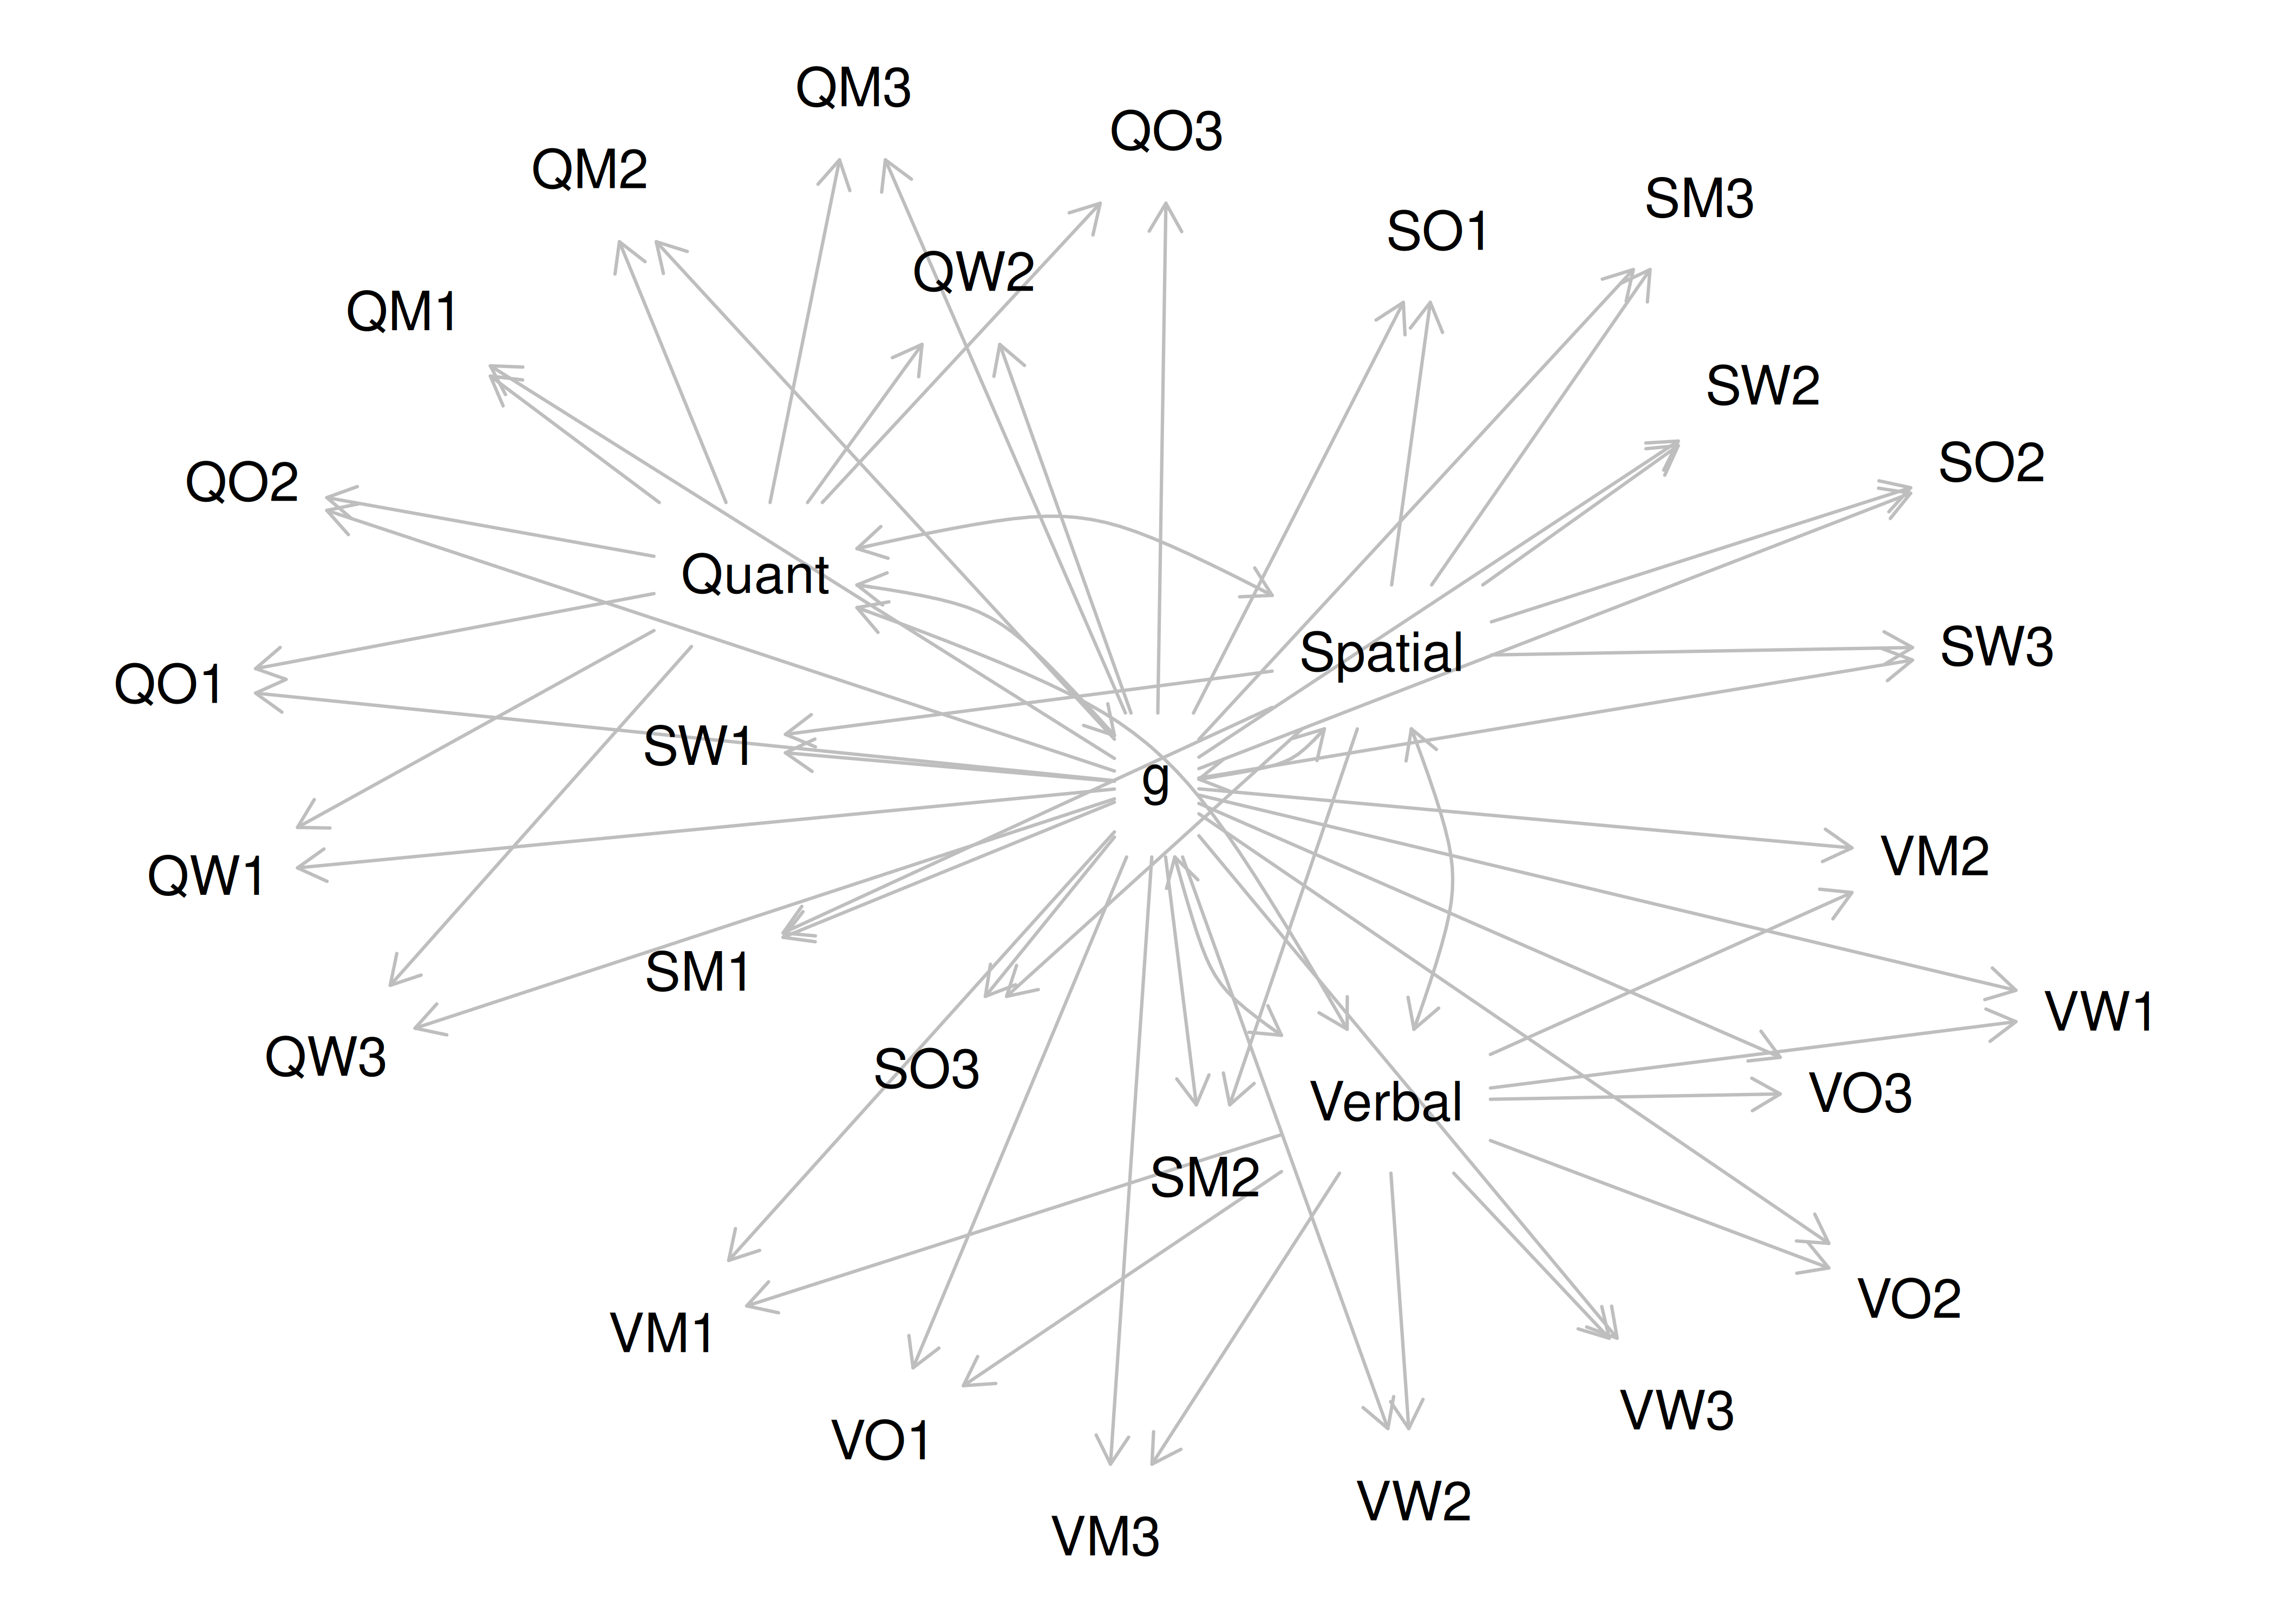 QM3
QO3
QM2
SM3
SO1
QW2
QM1
SW2
SO2
QO2
Quant
Spatial
SW3
QO1
SW1
g
VM2
QW1
SM1
VW1
QW3
SO3
VO3
Verbal
SM2
VO2
VM1
VW3
VO1
VW2
VM3